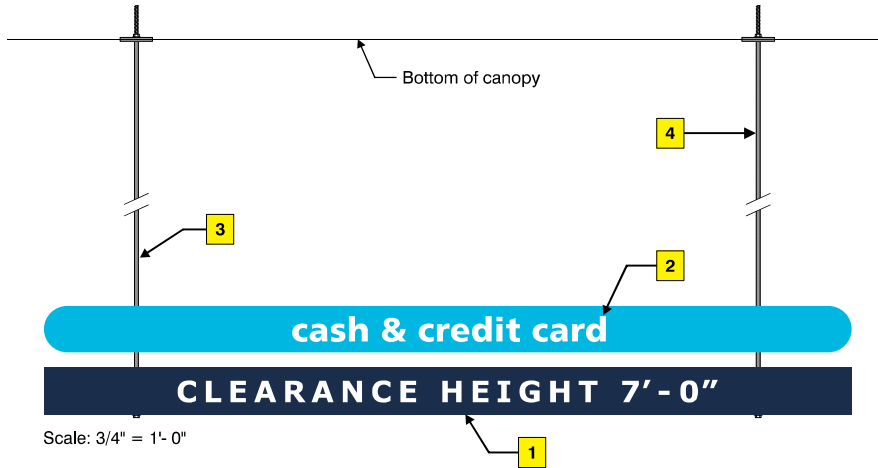 Bottom of canopy
4
3
2
cash & credit card
CLEARANCE HEIGHT 7′-0″
Scale: 3/4" = 1'- 0"
1